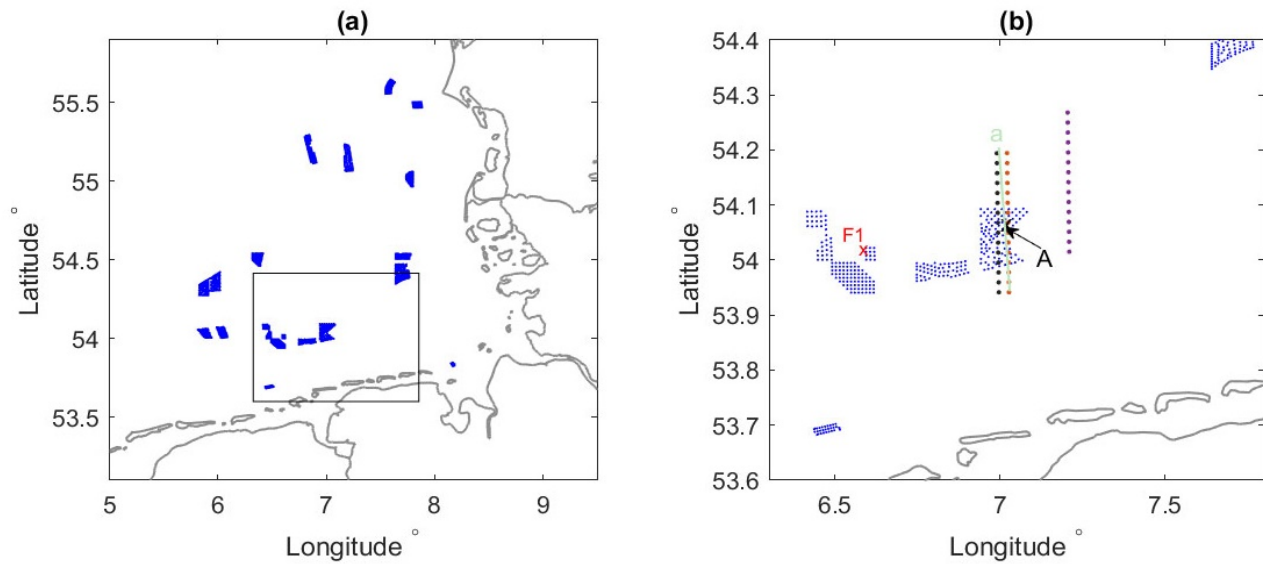 (a)
55.5
55
54.5
54
53.5
5 6 7 8 9
Latitude °
Longitude °
(b)
54.4
54.3
54.2
54.1
54
53.9
53.8
53.7
53.6
6.5 7 7.5
Latitude °
Longitude °
a
F1
x
A